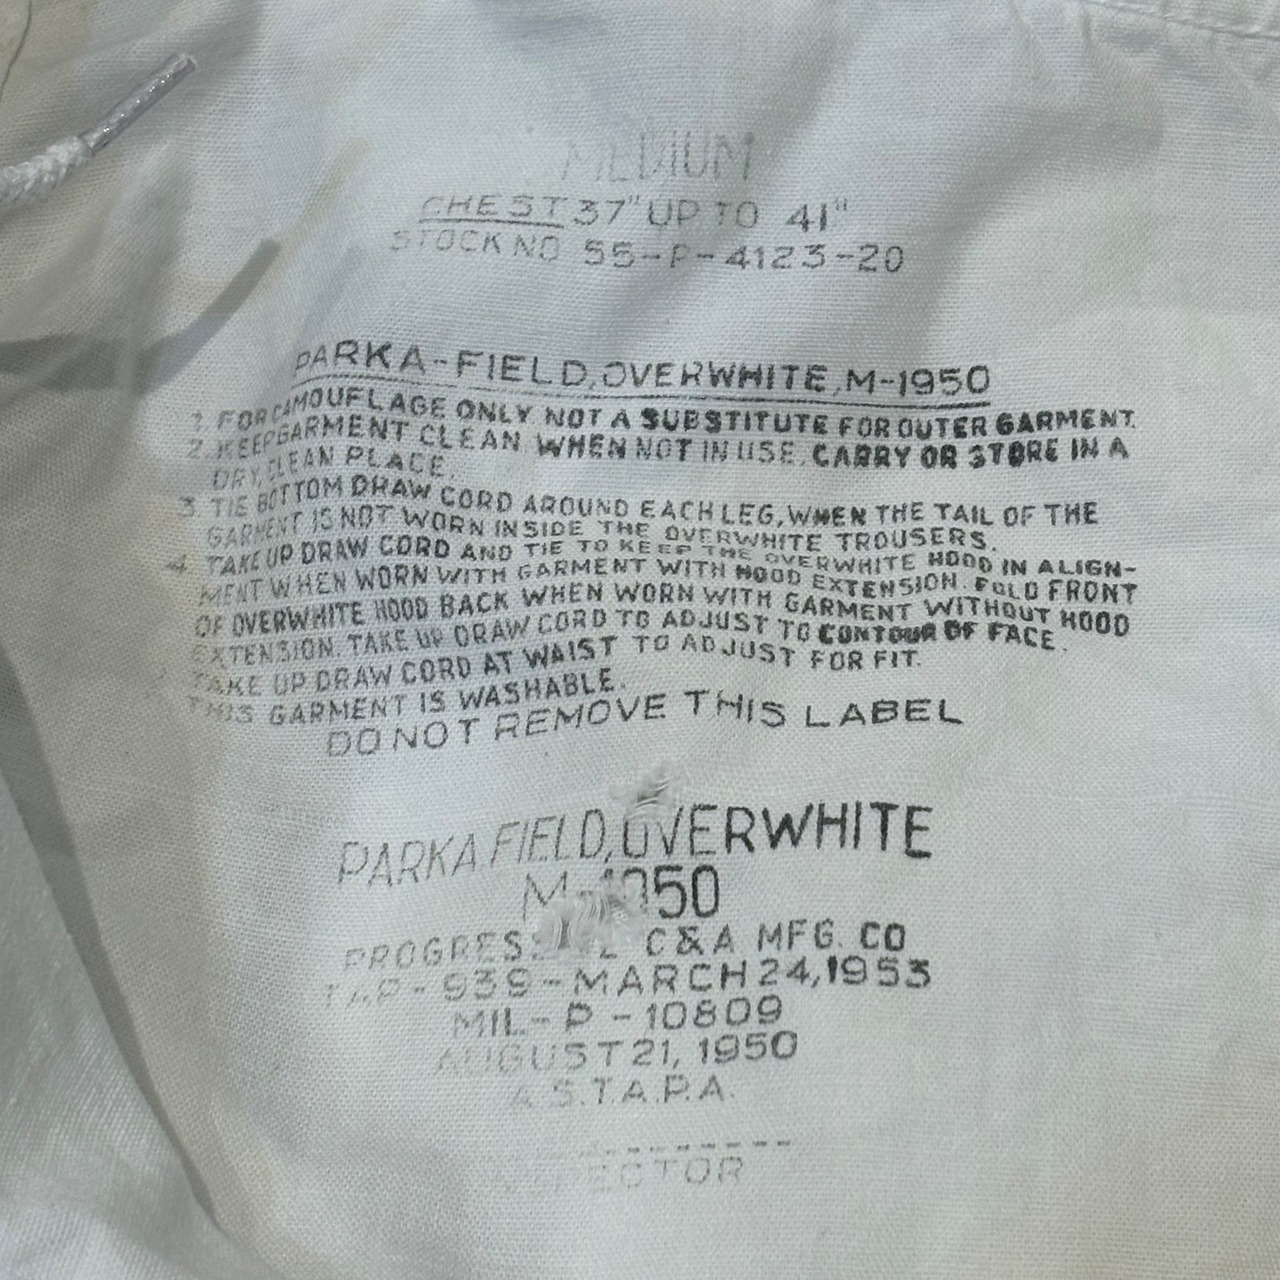 MEDIUM
CHEST 37" UP TO 41"
STOCK NO 55-P-4123-20
PARKA-FIELD, OVERWHITE, M-1950
1. FOR CAMOUFLAGE ONLY NOT A SUBSTITUTE FOR OUTER GARMENT.
2. KEEP GARMENT CLEAN WHEN NOT IN USE. CARRY OR STORE IN A
DRY, CLEAN PLACE.
3. TIE BOTTOM DRAW CORD AROUND EACH LEG, WHEN THE TAIL OF THE
GARMENT IS NOT WORN INSIDE THE OVERWHITE TROUSERS.
4. TAKE UP DRAW CORD AND TIE TO KEEP THE OVERWHITE HOOD IN ALIGN-
MENT WHEN WORN WITH GARMENT WITH HOOD EXTENSION. FOLD FRONT
OF OVERWHITE HOOD BACK WHEN WORN WITH GARMENT WITHOUT HOOD
EXTENSION. TAKE UP DRAW CORD TO ADJUST TO CONTOUR OF FACE.
TAKE UP DRAW CORD AT WAIST TO ADJUST FOR FIT.
THIS GARMENT IS WASHABLE.
DO NOT REMOVE THIS LABEL
PARKA, FIELD, OVERWHITE
M-1950
C & A MFG. CO
TAP-939-MARCH 24, 1953
MIL-P-10809
AUGUST 21, 1950
A.S.T.A.P.A.
INSPECTOR